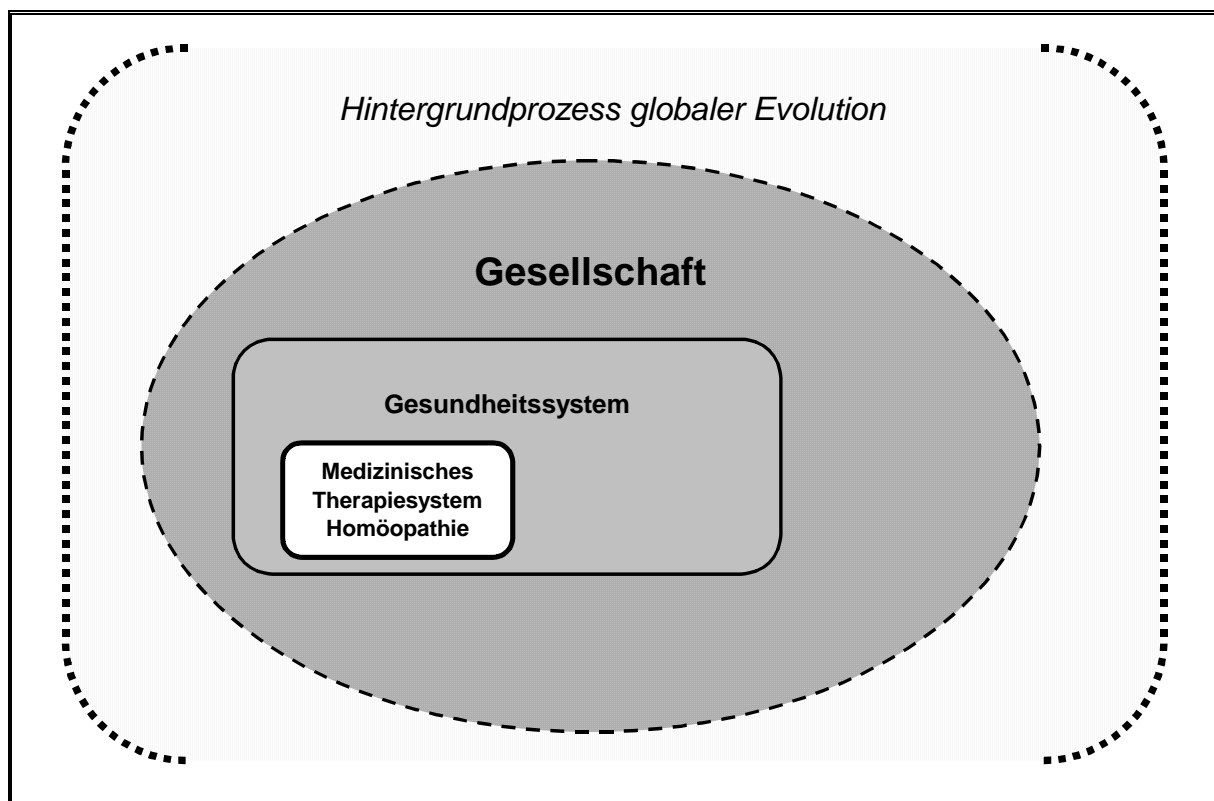 Hintergrundprozess globaler Evolution
Gesellschaft
Gesundheitssystem
Medizinisches
Therapiesystem
Homöopathie